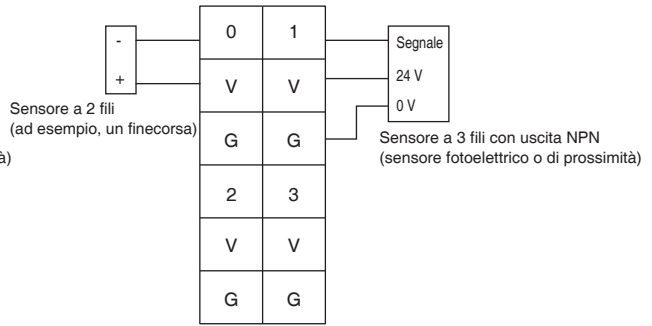 -
+
Sensore a 2 fili
(ad esempio, un finecorsa)
à)
0 1
V V
G G
2 3
V V
G G
Segnale
24 V
0 V
Sensore a 3 fili con uscita NPN
(sensore fotoelettrico o di prossimità)